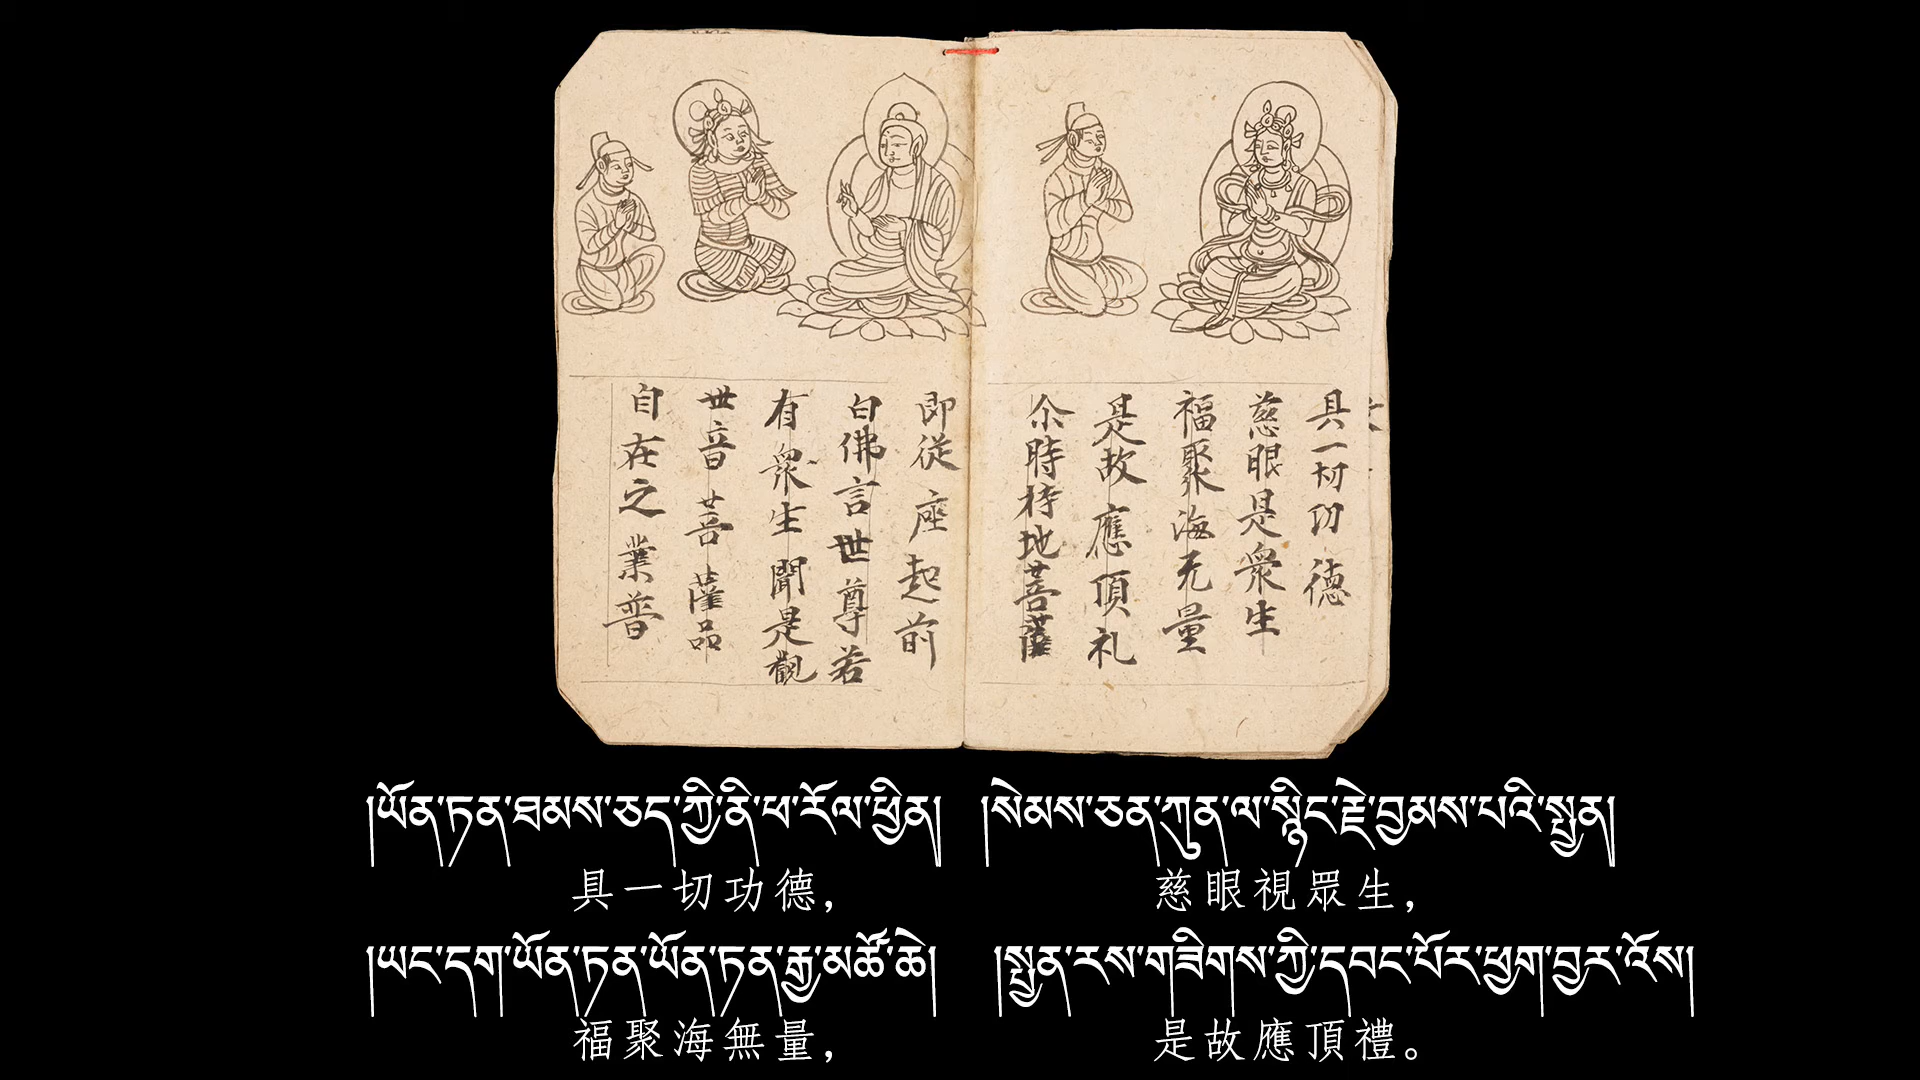 具一切功德
慈眼是衆生
福聚海无量
是故應頂礼
尒時持地菩薩
即從座起前
白佛言世尊若
有衆生聞是觀
世音菩薩品
自在之業普
།ཡོན་ཏན་ཐམས་ཅད་ཀྱི་ནི་ཕ་རོལ་ཕྱིན། །སེམས་ཅན་ཀུན་ལ་སྙིང་རྗེ་བྱམས་པའི་སྤྱན།
具一切功德， 慈眼視眾生，
།ཡང་དག་ཡོན་ཏན་ཡོན་ཏན་རྒྱ་མཚོ་ཆེ། །སྤྱན་རས་གཟིགས་ཀྱི་དབང་པོར་ཕྱག་བྱར་འོས།
福聚海無量， 是故應頂禮。